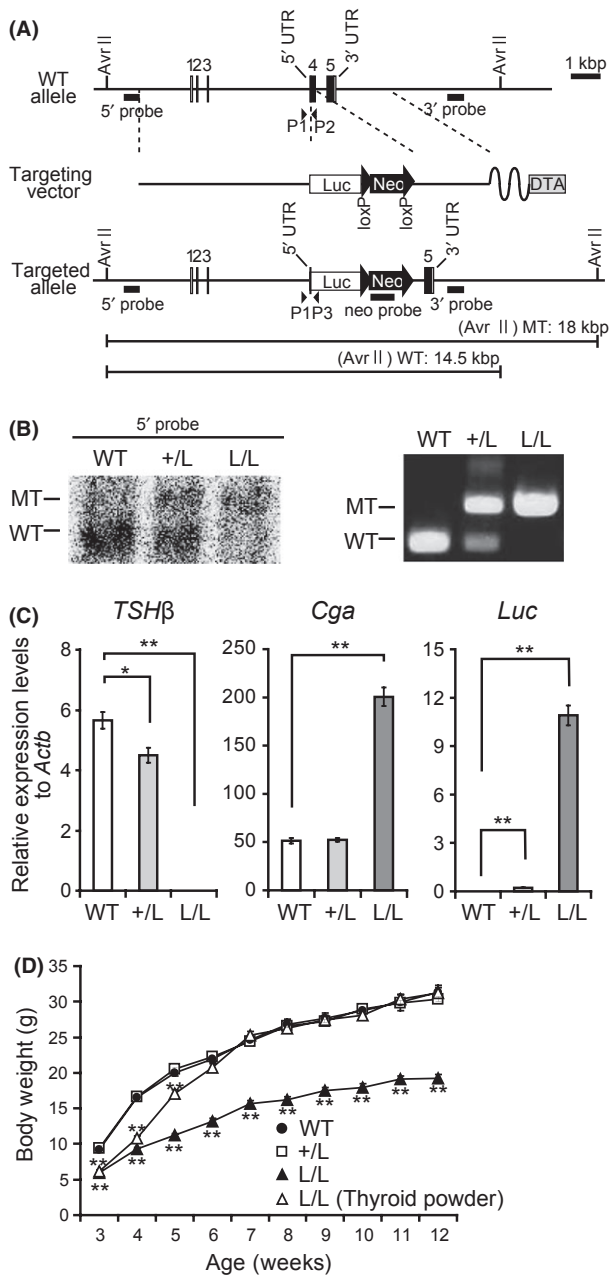 (A)
Avr II
5′ UTR
3′ UTR
Avr II
1 kbp
WT
allele
123
4
5
5′ probe
P1
P2
3′ probe
Targeting
vector
Luc
Neo
DTA
loxP
loxP
Avr II
5′ UTR
3′ UTR
Avr II
Targeted
allele
123
Luc
Neo
5
5′ probe
P1P3
neo probe
3′ probe
(Avr II) MT: 18 kbp
(Avr II) WT: 14.5 kbp
(B)
5′ probe
WT +/L L/L
MT
WT
WT +/L L/L
MT
WT
(C)
TSHβ
Cga
Luc
Relative expression levels
to Actb
8
6
4
2
0
**
*
WT +/L L/L
250
200
150
100
50
0
**
WT +/L L/L
15
12
9
6
3
0
**
**
WT +/L L/L
(D)
Body weight (g)
35
30
25
20
15
10
5
0
** ** **
** ** ** ** ** ** ** ** ** **
WT
+/L
L/L
L/L (Thyroid powder)
3 4 5 6 7 8 9 10 11 12
Age (weeks)